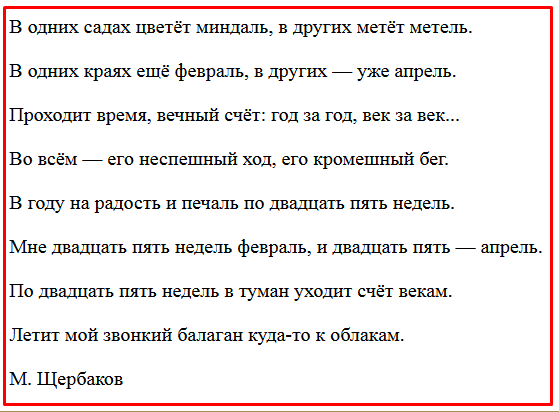 В одних садах цветёт миндаль, в других метёт метель.
В одних краях ещё февраль, в других — уже апрель.
Проходит время, вечный счёт: год за год, век за век...
Во всём — его неспешный ход, его кромешный бег.
В году на радость и печаль по двадцать пять недель.
Мне двадцать пять недель февраль, и двадцать пять — апрель.
По двадцать пять недель в туман уходит счёт векам.
Летит мой звонкий балаган куда-то к облакам.
М. Щербаков